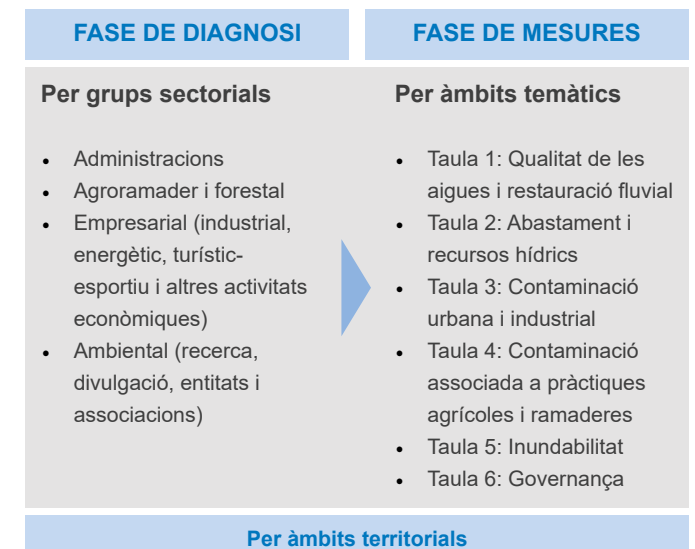 FASE DE DIAGNOSI
FASE DE MESURES
Per grups sectorials
• Administracions
• Agroramader i forestal
• Empresarial (industrial,
energètic, turístic-
esportiu i altres activitats
econòmiques)
• Ambiental (recerca,
divulgació, entitats i
associacions)
Per àmbits temàtics
• Taula 1: Qualitat de les
aigues i restauració fluvial
• Taula 2: Abastament i
recursos hídrics
• Taula 3: Contaminació
urbana i industrial
• Taula 4: Contaminació
associada a pràctiques
agrícoles i ramaderes
• Taula 5: Inundabilitat
• Taula 6: Governança
Per àmbits territorials